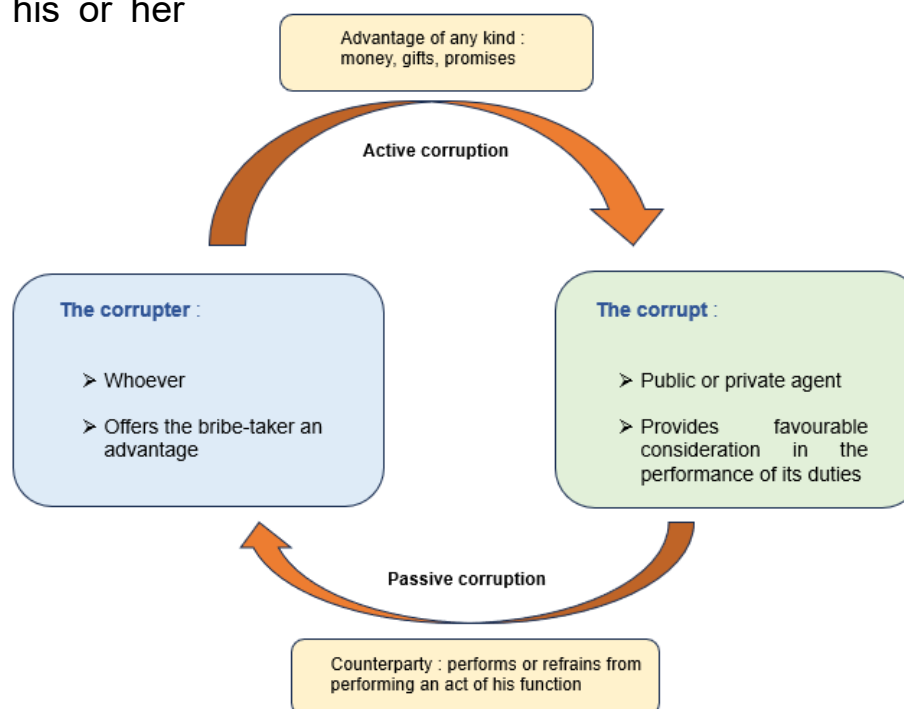 his or her
Advantage of any kind :
money, gifts, promises
Active corruption
The corrupter :
➢ Whoever
➢ Offers the bribe-taker an
advantage
The corrupt :
➢ Public or private agent
➢ Provides favourable
consideration in the
performance of its duties
Passive corruption
Counterparty : performs or refrains from
performing an act of his function